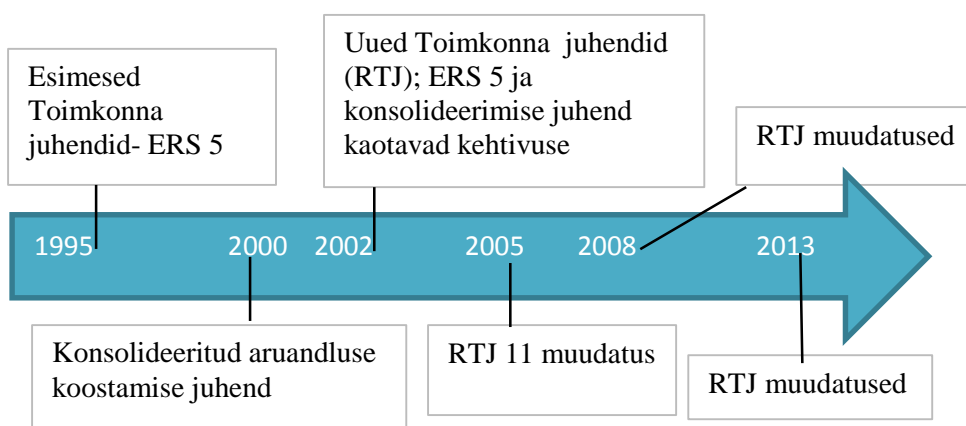 Esimesed
Toimkonna
juhendid- ERS 5
Uued Toimkonna juhendid
(RTJ); ERS 5 ja
konsolideerimise juhend
kaotavad kehtivuse
RTJ muudatused
1995
2000
2002
2005
2008
2013
Konsolideeritud aruandluse
koostamise juhend
RTJ 11 muudatus
RTJ muudatused